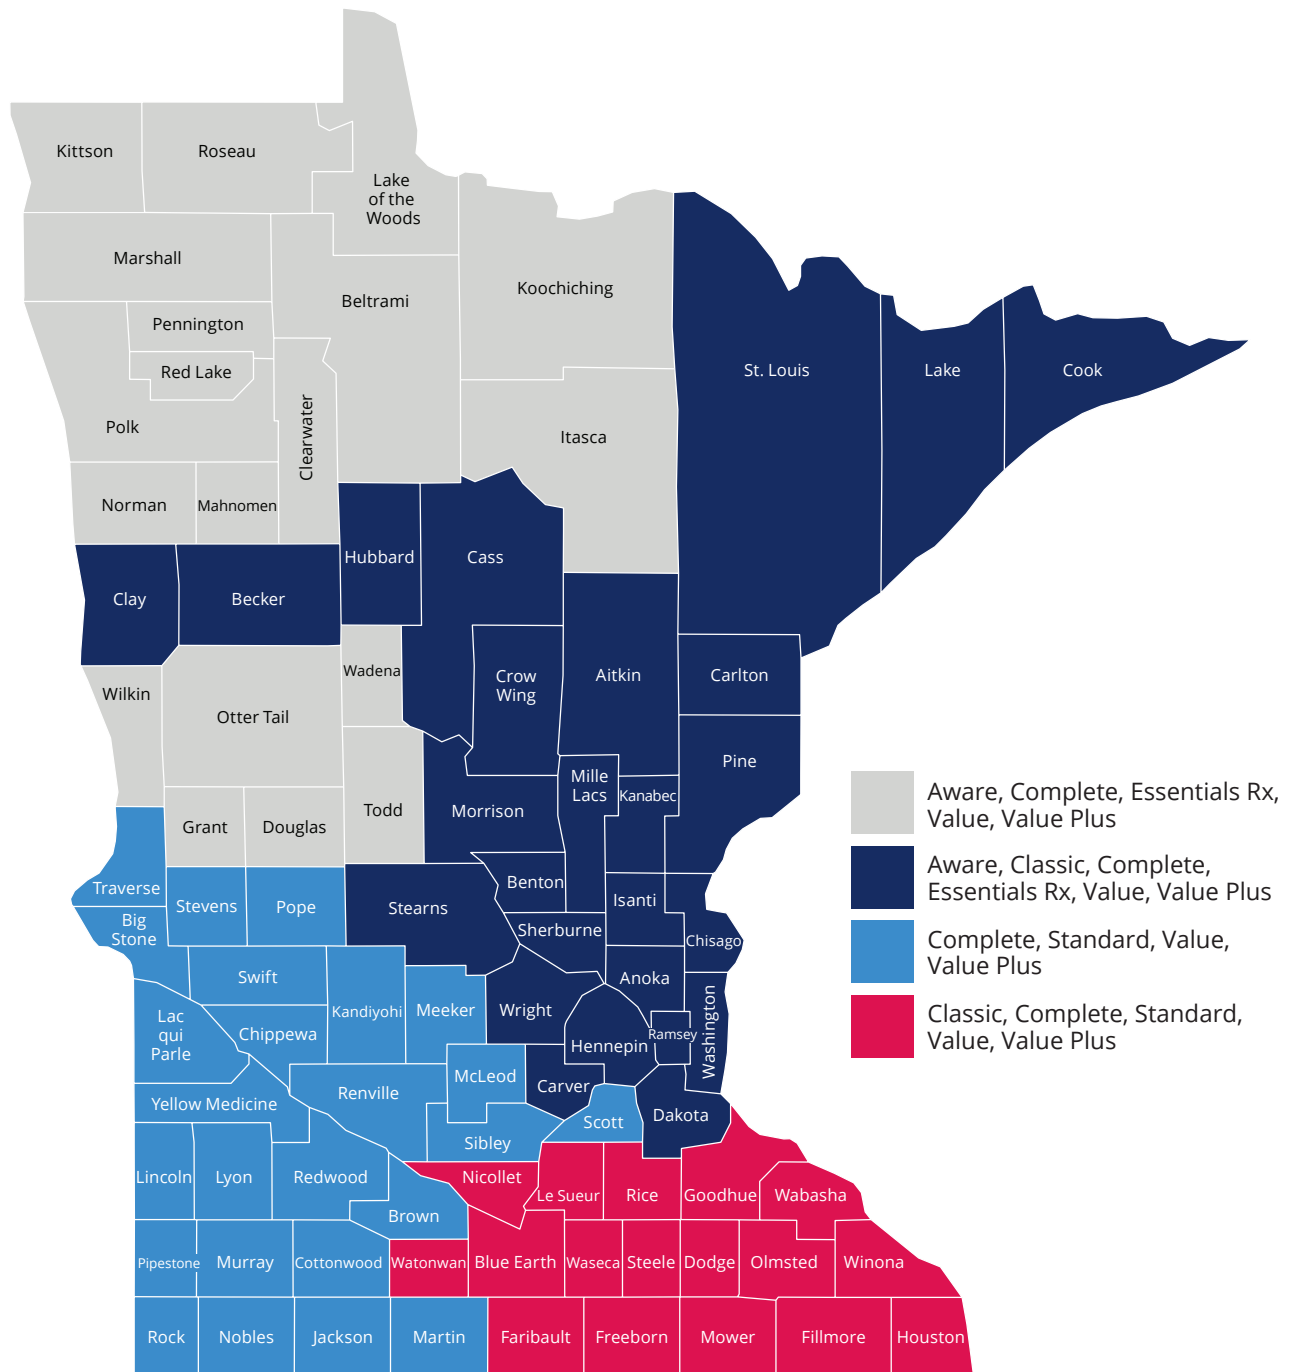 Kittson
Roseau
Lake
of the
Woods
Marshall
Koochiching
Beltrami
Pennington
Red Lake
St. Louis
Lake
Cook
Polk
Clearwater
Itasca
Norman
Mahnomen
Hubbard
Cass
Clay
Becker
Wadena
Crow
Wing
Aitkin
Carlton
Wilkin
Otter Tail
Pine
Mille
Lacs
Kanabec
Morrison
Todd
Grant
Douglas
Aware, Complete, Essentials Rx,
Value, Value Plus
Aware, Classic, Complete,
Essentials Rx, Value, Value Plus
Complete, Standard, Value,
Value Plus
Classic, Complete, Standard,
Value, Value Plus
Traverse
Stevens
Pope
Stearns
Benton
Isanti
Big
Stone
Sherburne
Chisago
Swift
Anoka
Kandiyohi
Meeker
Wright
Washington
Lac
qui
Parle
Chippewa
Ramsey
Hennepin
McLeod
Carver
Renville
Yellow Medicine
Scott
Dakota
Sibley
Lincoln
Lyon
Redwood
Nicollet
Le Sueur
Rice
Goodhue
Wabasha
Brown
Pipestone
Murray
Cottonwood
Watonwan
Blue Earth
Waseca
Steele
Dodge
Olmsted
Winona
Rock
Nobles
Jackson
Martin
Faribault
Freeborn
Mower
Fillmore
Houston